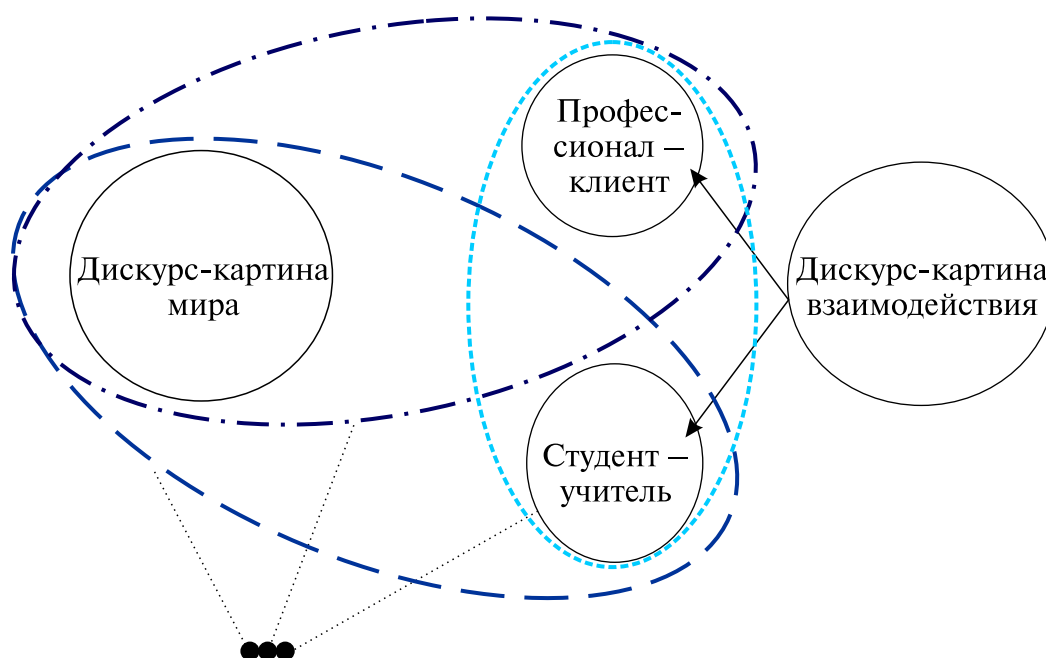 Профес-
сионал –
клиент
Дискурс-картина
мира
Дискурс-картина
взаимодействия
Студент –
учитель